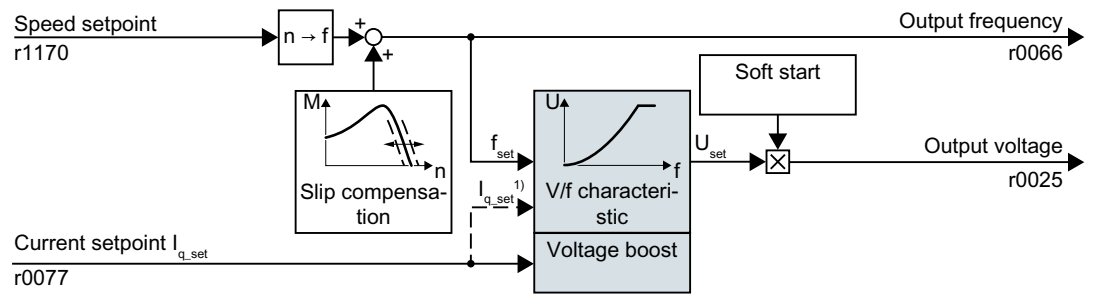 Speed setpoint
r1170
n → f
+
+
Output frequency
r0066
Soft start
M
n
Slip compensa-
tion
f_set
I_q_set 1)
U
f
V/f characteri-
stic
Voltage boost
U_set
Output voltage
r0025
Current setpoint I_q_set
r0077